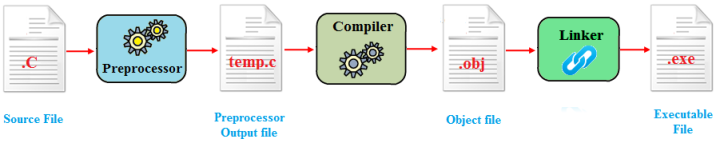 .C
Preprocessor
temp.c
Compiler
.obj
Linker
.exe
Source File
Preprocessor
Output file
Object file
Executable
File